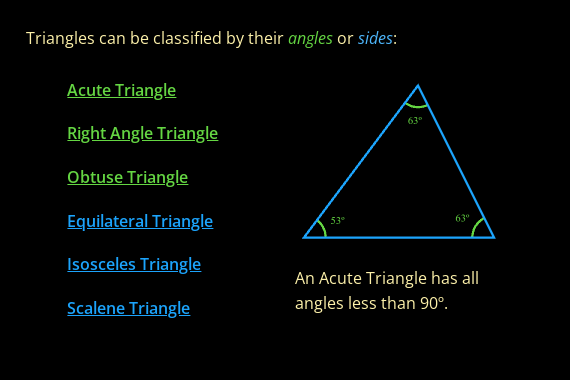 Triangles can be classified by their angles or sides:
Acute Triangle
Right Angle Triangle
Obtuse Triangle
Equilateral Triangle
Isosceles Triangle
Scalene Triangle
63°
53°
63°
An Acute Triangle has all
angles less than 90°.